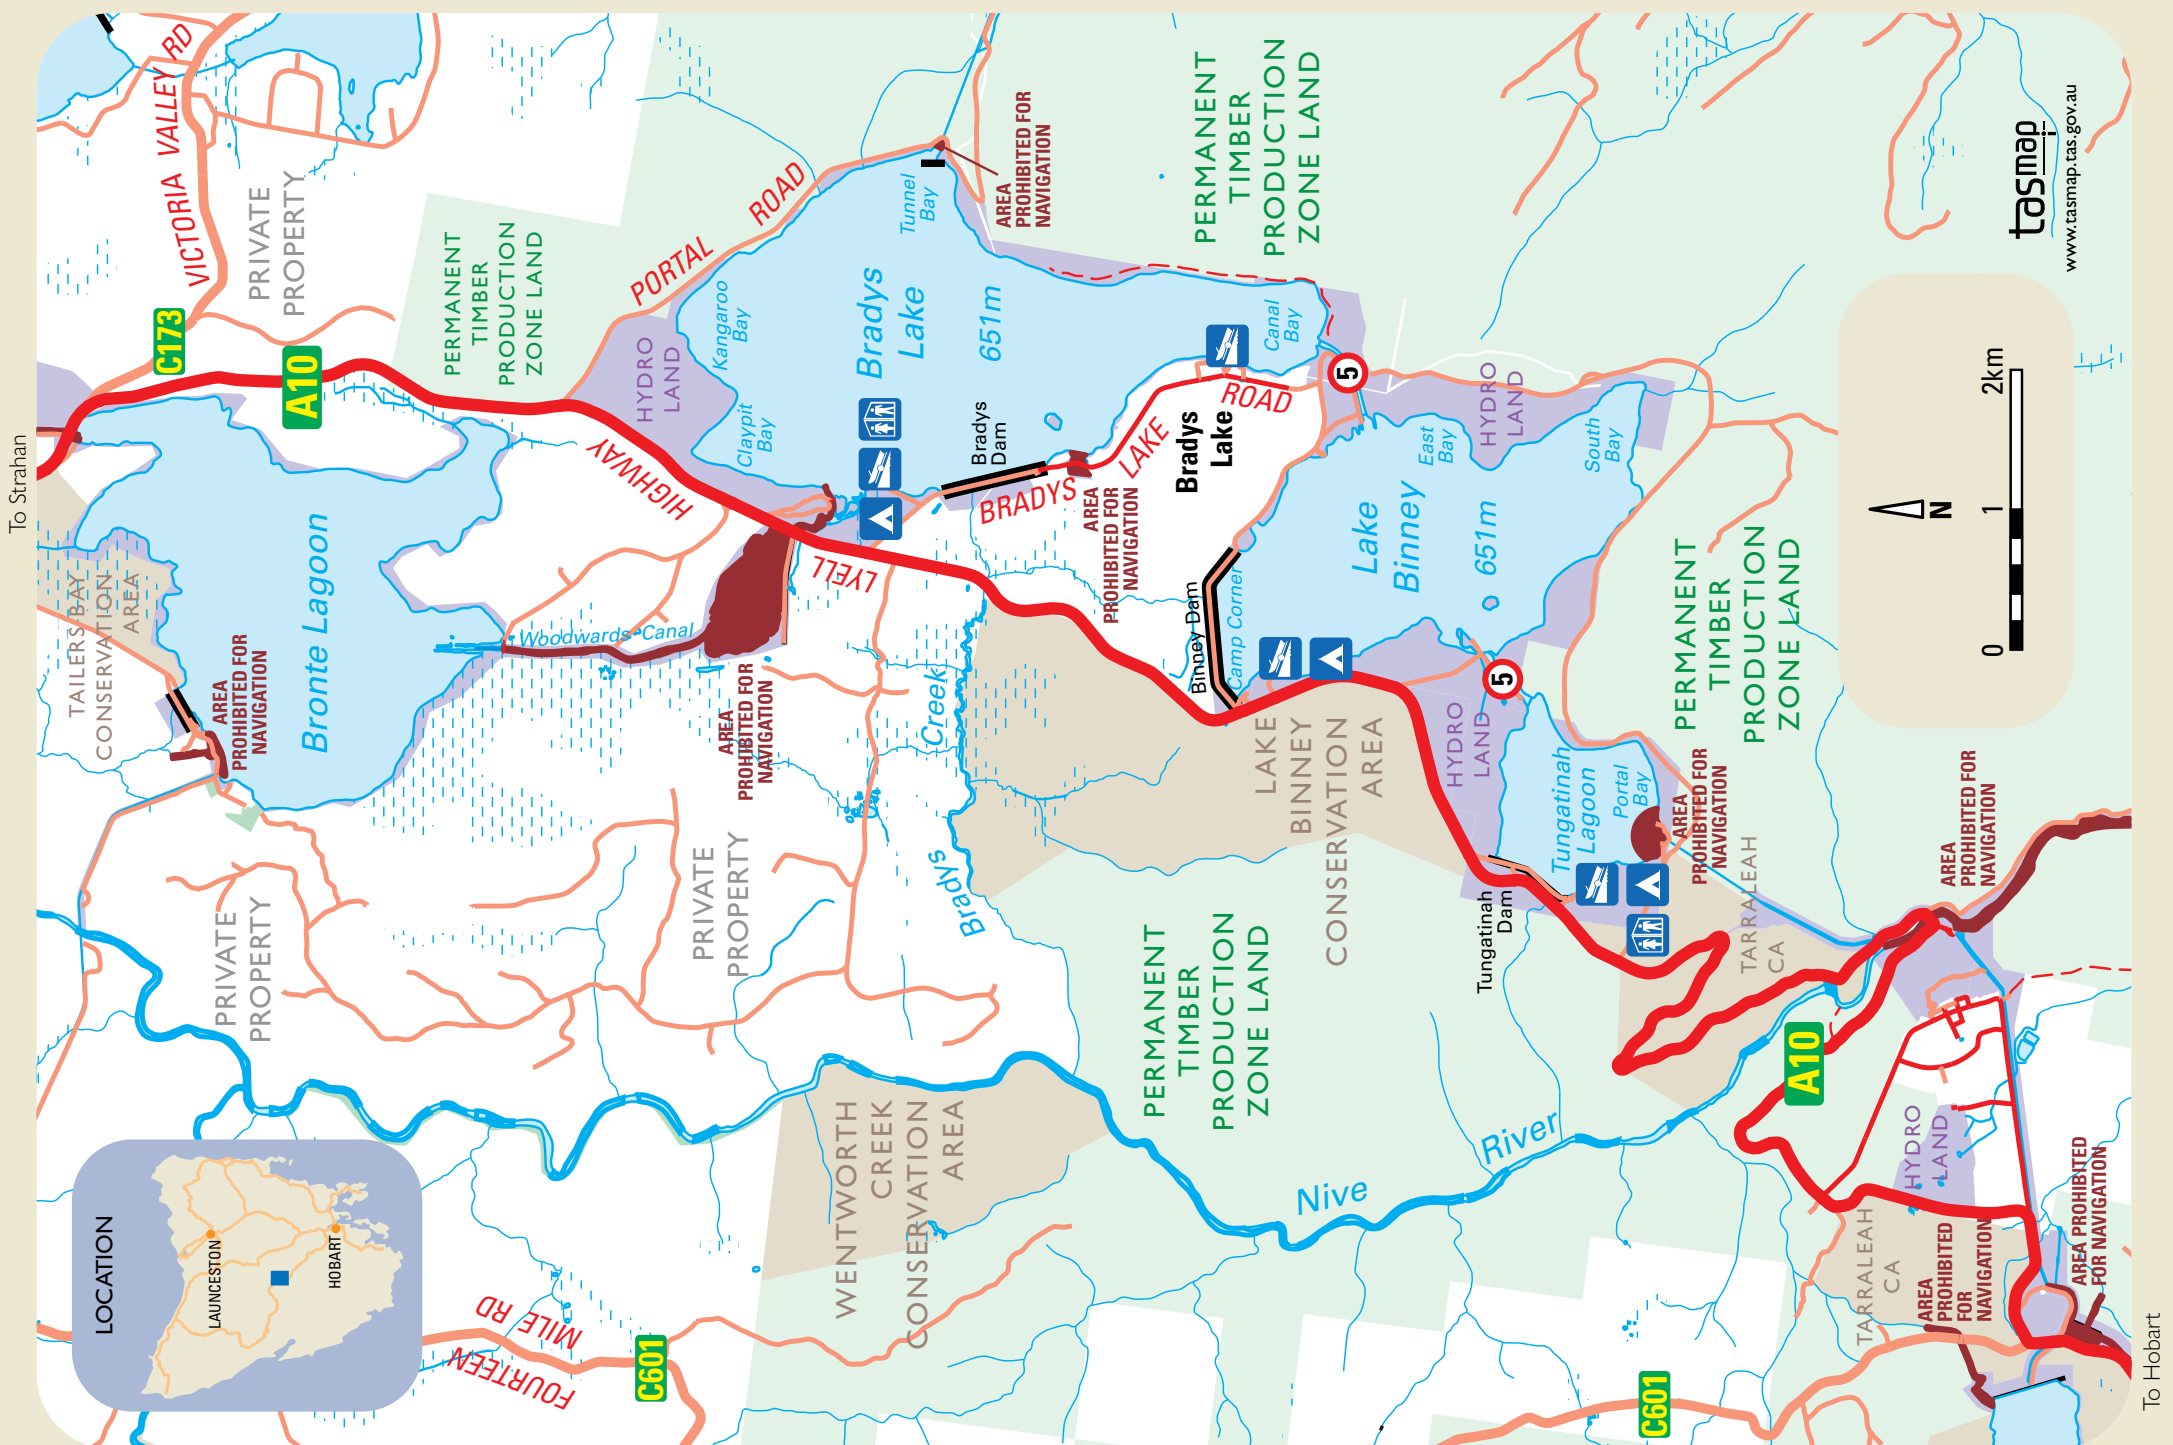 To Strahan
VICTORIA VALLEY RD
C173
A10
PRIVATE
PROPERTY
PERMANENT
TIMBER
PRODUCTION
ZONE LAND
PORTAL ROAD
HYDRO
LAND
Kangaroo
Bay
Claypit
Bay
Tunnel
Bay
AREA
PROHIBITED FOR
NAVIGATION
Bradys
Lake
651m
Canal
Bay
PERMANENT
TIMBER
PRODUCTION
ZONE LAND
tasmap
www.tasmap.tas.gov.au
TAILERS BAY
CONSERVATION
AREA
AREA
PROHIBITED FOR
NAVIGATION
Bronte Lagoon
Woodwards Canal
LYELL HIGHWAY
AREA
PROHIBITED FOR
NAVIGATION
Bradys
Dam
BRADYS LAKE ROAD
Bradys
Lake
AREA
PROHIBITED FOR
NAVIGATION
5
Binney Dam
Camp Corner
Lake
Binney
651m
East
Bay
South
Bay
HYDRO
LAND
5
HYDRO
LAND
PERMANENT
TIMBER
PRODUCTION
ZONE LAND
N
0 1 2km
LAKE
BINNEY
CONSERVATION
AREA
Tungatinah
Lagoon
Portal
Bay
Tungatinah
Dam
AREA
PROHIBITED FOR
NAVIGATION
TARRALEAH
CA
AREA
PROHIBITED FOR
NAVIGATION
PRIVATE
PROPERTY
PRIVATE
PROPERTY
Bradys Creek
PERMANENT
TIMBER
PRODUCTION
ZONE LAND
WENTWORTH
CREEK
CONSERVATION
AREA
Nive River
A10
HYDRO
LAND
TARRALEAH
CA
AREA
PROHIBITED
FOR
NAVIGATION
AREA PROHIBITED
FOR NAVIGATION
LOCATION
LAUNCESTON
HOBART
FOURTEEN
MILE RD
C601
C601
To Hobart